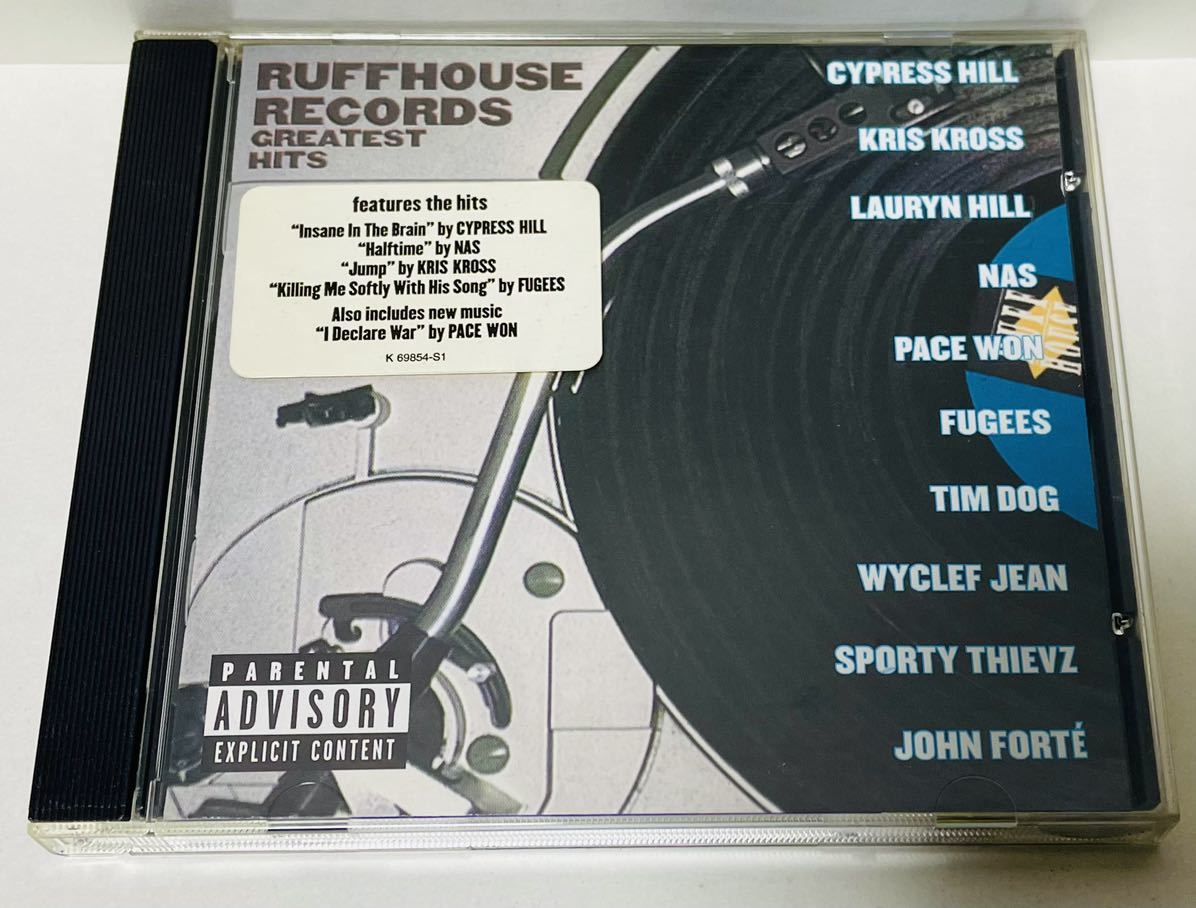 RUFFHOUSE
RECORDS
GREATEST
HITS
features the hits
“Insane In The Brain” by CYPRESS HILL
“Halftime” by NAS
“Jump” by KRIS KROSS
“Killing Me Softly With His Song” by FUGEES
Also includes new music
“I Declare War” by PACE WON
K 69854-S1
CYPRESS HILL
KRIS KROSS
LAURYN HILL
NAS
PACE WON
FUGEES
TIM DOG
WYCLEF JEAN
SPORTY THIEVZ
JOHN FORTÉ
PARENTAL
ADVISORY
EXPLICIT CONTENT